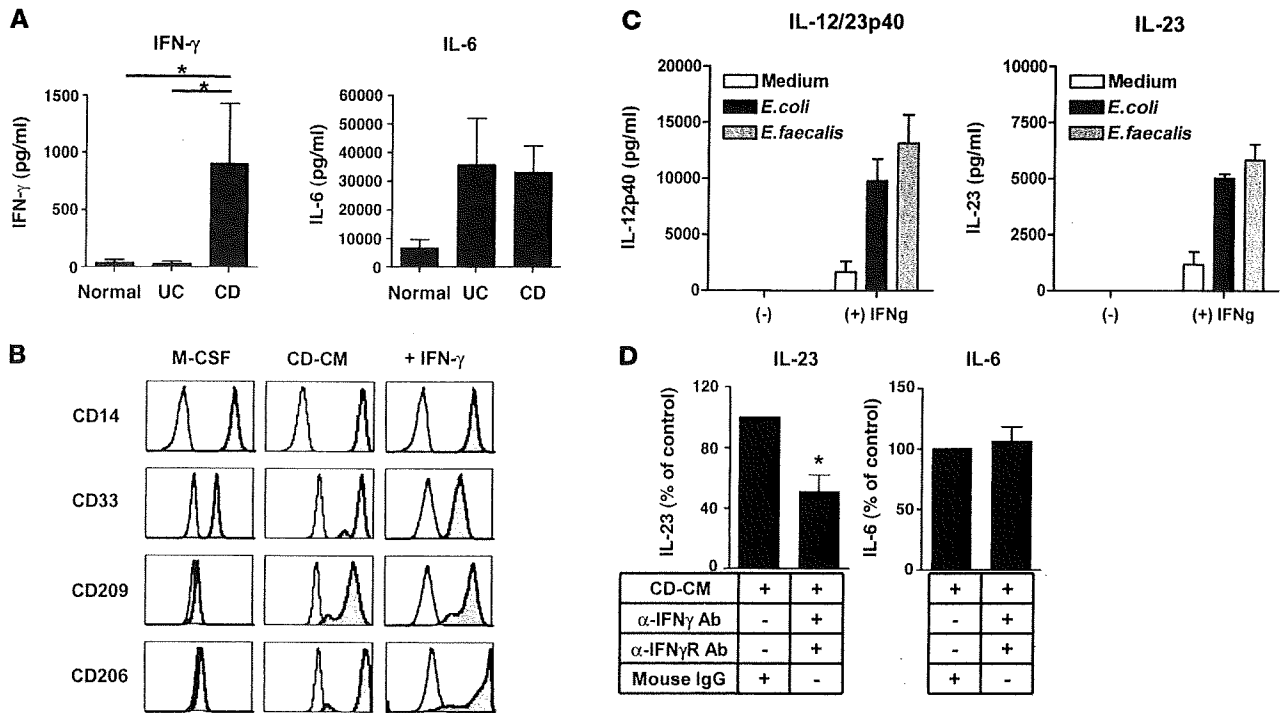 A
IFN-γ
IFN-γ (pg/ml)
1500
1000
500
0
*
*
Normal UC CD
IL-6
IL-6 (pg/ml)
60000
50000
40000
30000
20000
10000
0
Normal UC CD
B
M-CSF CD-CM + IFN-γ
CD14
CD33
CD209
CD206
C
IL-12/23p40
IL-12p40 (pg/ml)
20000
15000
10000
5000
0
Medium
E.coli
E.faecalis
(-) (+) IFNg
IL-23
IL-23 (pg/ml)
10000
7500
5000
2500
0
Medium
E.coli
E.faecalis
(-) (+) IFNg
D
IL-23
IL-23 (% of control)
120
80
40
0
*
CD-CM + +
α-IFNγ Ab - +
α-IFNγR Ab - +
Mouse IgG + -
IL-6
IL-6 (% of control)
150
100
50
0
+ +
- +
- +
+ -